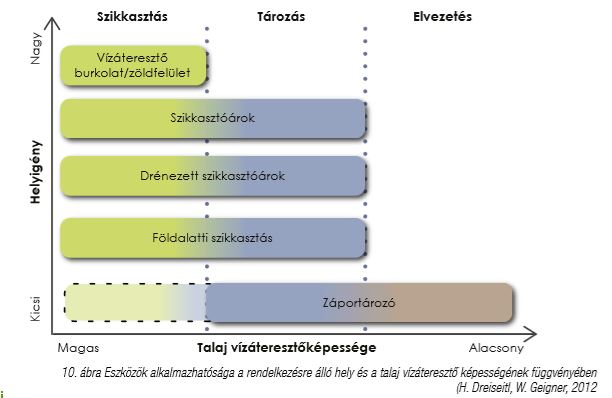 Szikkasztás Tározás Elvezetés
Nagy
Vízáteresztő
burkolat/zöldfelület
Szikkasztóárok
Helyigény
Drénezett szikkasztóárok
Földalatti szikkasztás
Kicsi
Záportározó
Magas Talaj vízáteresztőképessége Alacsony
10. ábra Eszközök alkalmazhatósága a rendelkezésre álló hely és a talaj vízáteresztő képességének függvényében
(H. Dreiseitl, W. Geigner, 2012